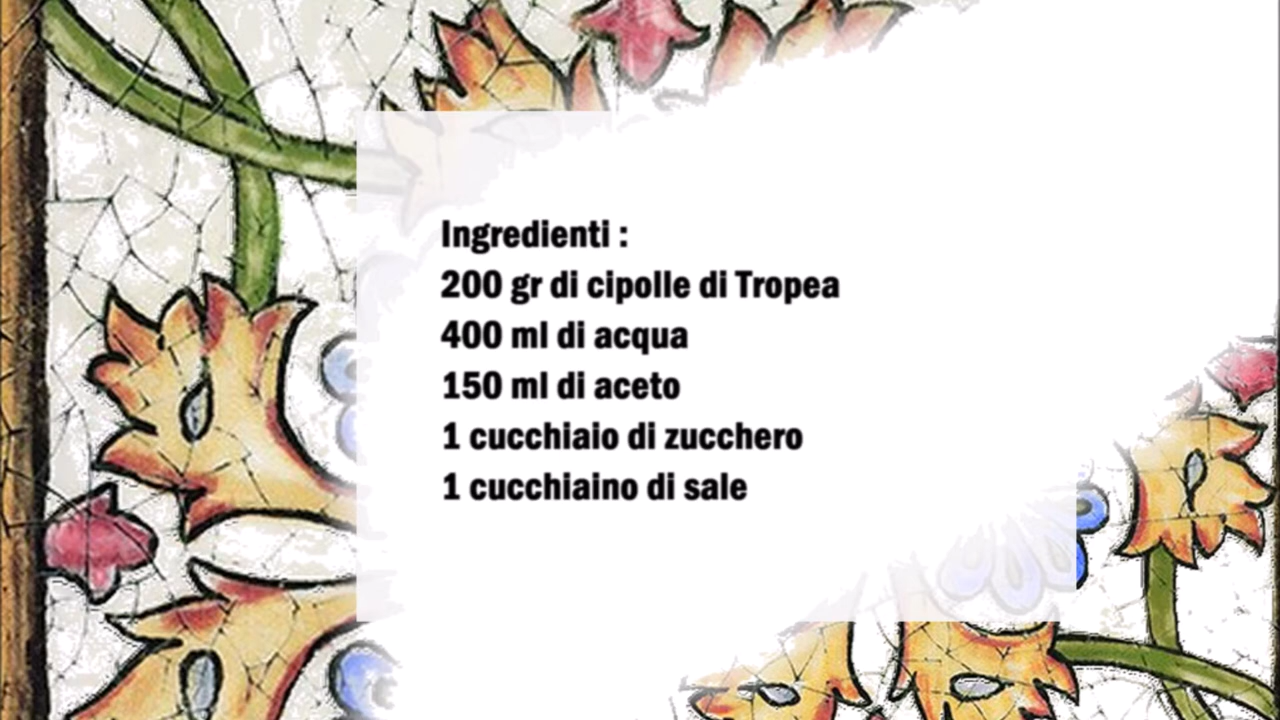 Ingredienti :
200 gr di cipolle di Tropea
400 ml di acqua
150 ml di aceto
1 cucchiaio di zucchero
1 cucchiaino di sale